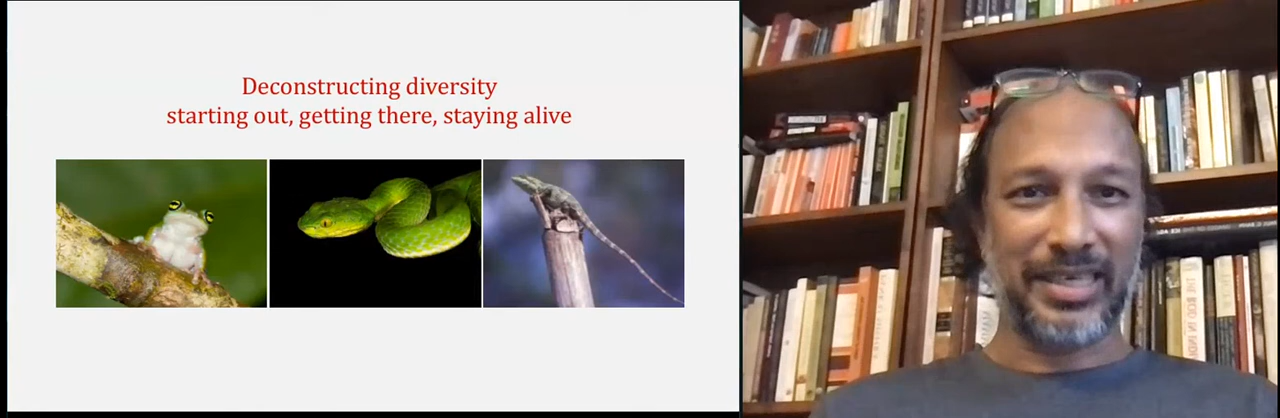 Deconstructing diversity
starting out, getting there, staying alive